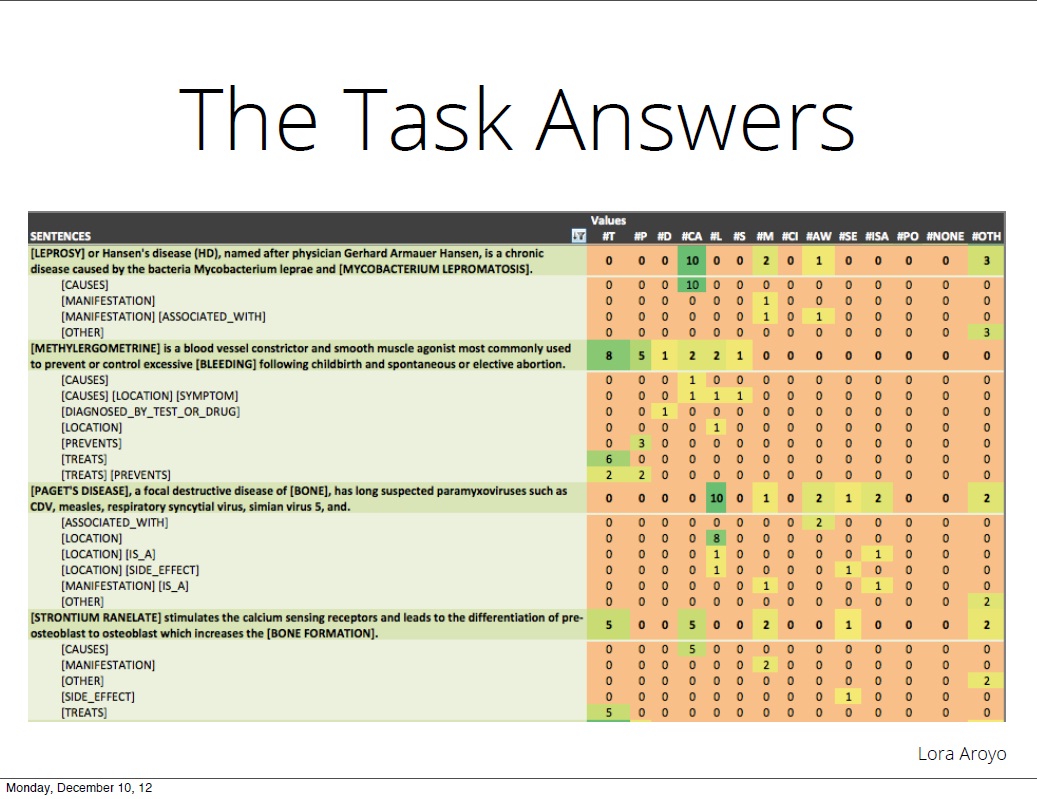 The Task Answers
Values
SENTENCES #T #P #D #CA #L #S #M #CI #AW #SE #ISA #PO #NONE #OTH
[LEPROSY] or Hansen's disease (HD), named after physician Gerhard Armauer Hansen, is a chronic
disease caused by the bacteria Mycobacterium leprae and [MYCOBACTERIUM LEPROMATOSIS]. 0 0 0 10 0 0 2 0 1 0 0 0 0 3
[CAUSES] 0 0 0 10 0 0 0 0 0 0 0 0 0 0
[MANIFESTATION] 0 0 0 0 0 0 1 0 0 0 0 0 0 0
[MANIFESTATION] [ASSOCIATED_WITH] 0 0 0 0 0 0 1 0 1 0 0 0 0 0
[OTHER] 0 0 0 0 0 0 0 0 0 0 0 0 0 3
[METHYLERGOMETRINE] is a blood vessel constrictor and smooth muscle agonist most commonly used
to prevent or control excessive [BLEEDING] following childbirth and spontaneous or elective abortion. 8 5 1 2 2 1 0 0 0 0 0 0 0 0
[CAUSES] 0 0 0 1 0 0 0 0 0 0 0 0 0 0
[CAUSES] [LOCATION] [SYMPTOM] 0 0 0 1 1 1 0 0 0 0 0 0 0 0
[DIAGNOSED_BY_TEST_OR_DRUG] 0 0 1 0 0 0 0 0 0 0 0 0 0 0
[LOCATION] 0 0 0 0 1 0 0 0 0 0 0 0 0 0
[PREVENTS] 0 3 0 0 0 0 0 0 0 0 0 0 0 0
[TREATS] 6 0 0 0 0 0 0 0 0 0 0 0 0 0
[TREATS] [PREVENTS] 2 2 0 0 0 0 0 0 0 0 0 0 0 0
[PAGET'S DISEASE], a focal destructive disease of [BONE], has long suspected paramyxoviruses such as
CDV, measles, respiratory syncytial virus, simian virus 5, and. 0 0 0 0 10 0 1 0 2 1 2 0 0 2
[ASSOCIATED_WITH] 0 0 0 0 0 0 0 0 2 0 0 0 0 0
[LOCATION] 0 0 0 0 8 0 0 0 0 0 0 0 0 0
[LOCATION] [IS_A] 0 0 0 0 1 0 0 0 0 0 1 0 0 0
[LOCATION] [SIDE_EFFECT] 0 0 0 0 1 0 0 0 0 1 0 0 0 0
[MANIFESTATION] [IS_A] 0 0 0 0 0 0 1 0 0 0 1 0 0 0
[OTHER] 0 0 0 0 0 0 0 0 0 0 0 0 0 2
[STRONTIUM RANELATE] stimulates the calcium sensing receptors and leads to the differentiation of pre-
osteoblast to osteoblast which increases the [BONE FORMATION]. 5 0 0 5 0 0 2 0 0 1 0 0 0 2
[CAUSES] 0 0 0 5 0 0 0 0 0 0 0 0 0 0
[MANIFESTATION] 0 0 0 0 0 0 2 0 0 0 0 0 0 0
[OTHER] 0 0 0 0 0 0 0 0 0 0 0 0 0 2
[SIDE_EFFECT] 0 0 0 0 0 0 0 0 0 1 0 0 0 0
[TREATS] 5 0 0 0 0 0 0 0 0 0 0 0 0 0
Lora Aroyo
Monday, December 10, 12